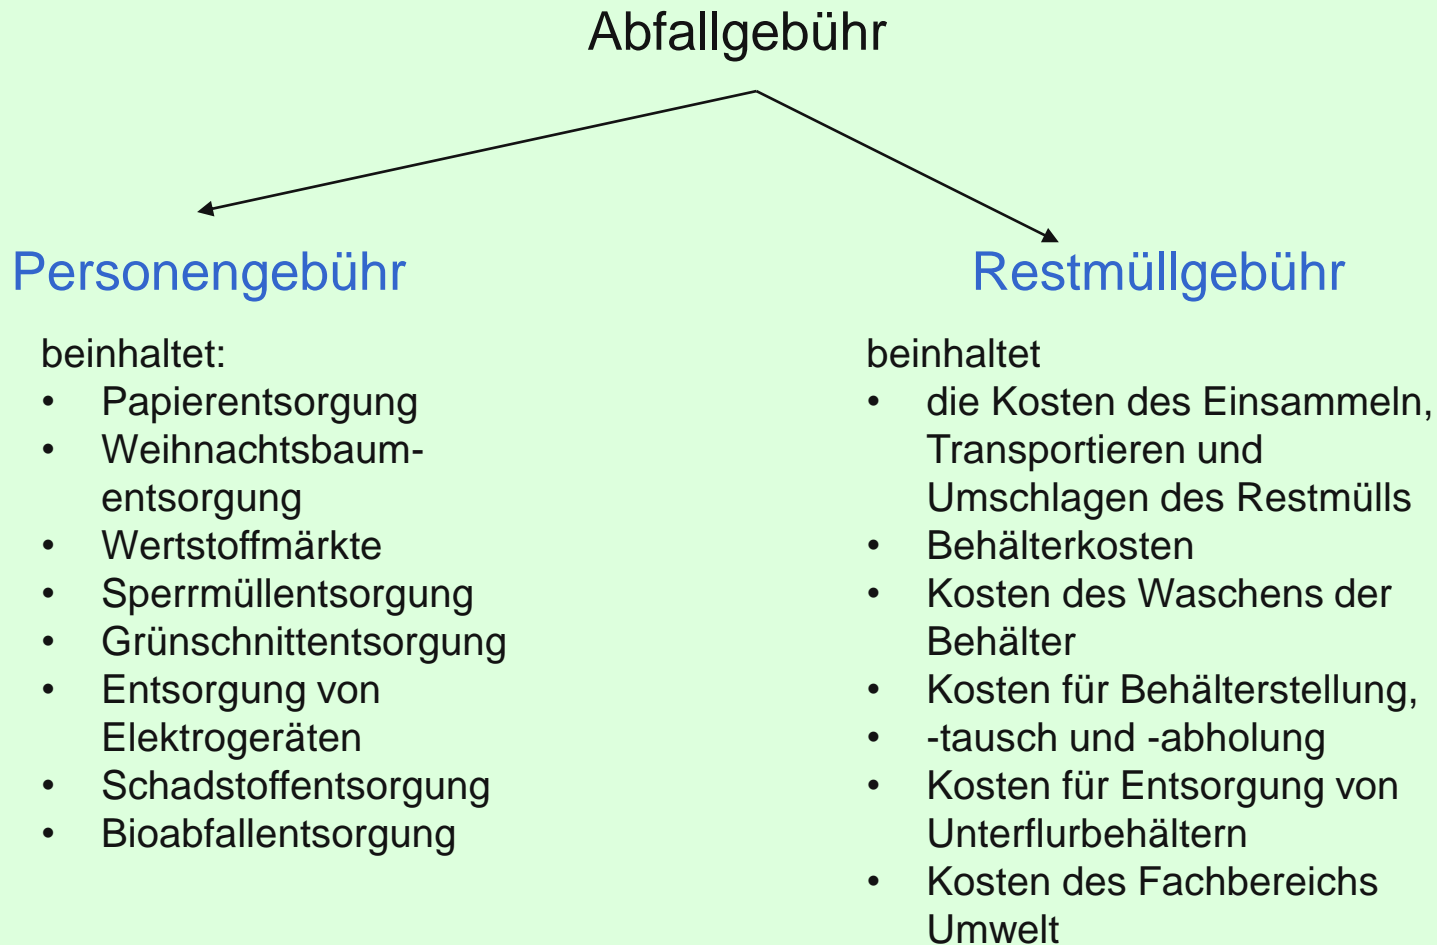 Abfallgebühr
Personengebühr
beinhaltet:
• Papierentsorgung
• Weihnachtsbaum-
entsorgung
• Wertstoffmärkte
• Sperrmüllentsorgung
• Grünschnittentsorgung
• Entsorgung von
Elektrogeräten
• Schadstoffentsorgung
• Bioabfallentsorgung
Restmüllgebühr
beinhaltet
• die Kosten des Einsammeln,
Transportieren und
Umschlagen des Restmülls
• Behälterkosten
• Kosten des Waschens der
Behälter
• Kosten für Behälterstellung,
• -tausch und -abholung
• Kosten für Entsorgung von
Unterflurbehältern
• Kosten des Fachbereichs
Umwelt